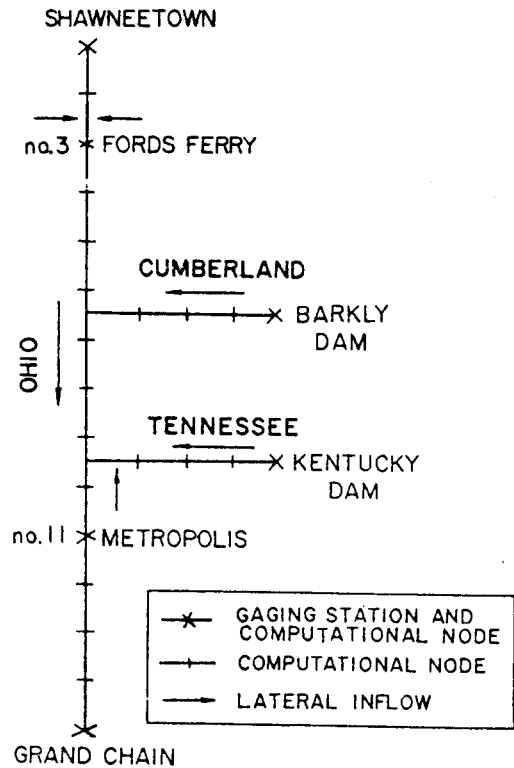 SHAWNEETOWN
no.3 FORDS FERRY
CUMBERLAND
BARKLY
DAM
OHIO
TENNESSEE
KENTUCKY
DAM
no.11 METROPOLIS
GAGING STATION AND
COMPUTATIONAL NODE
COMPUTATIONAL NODE
LATERAL INFLOW
GRAND CHAIN